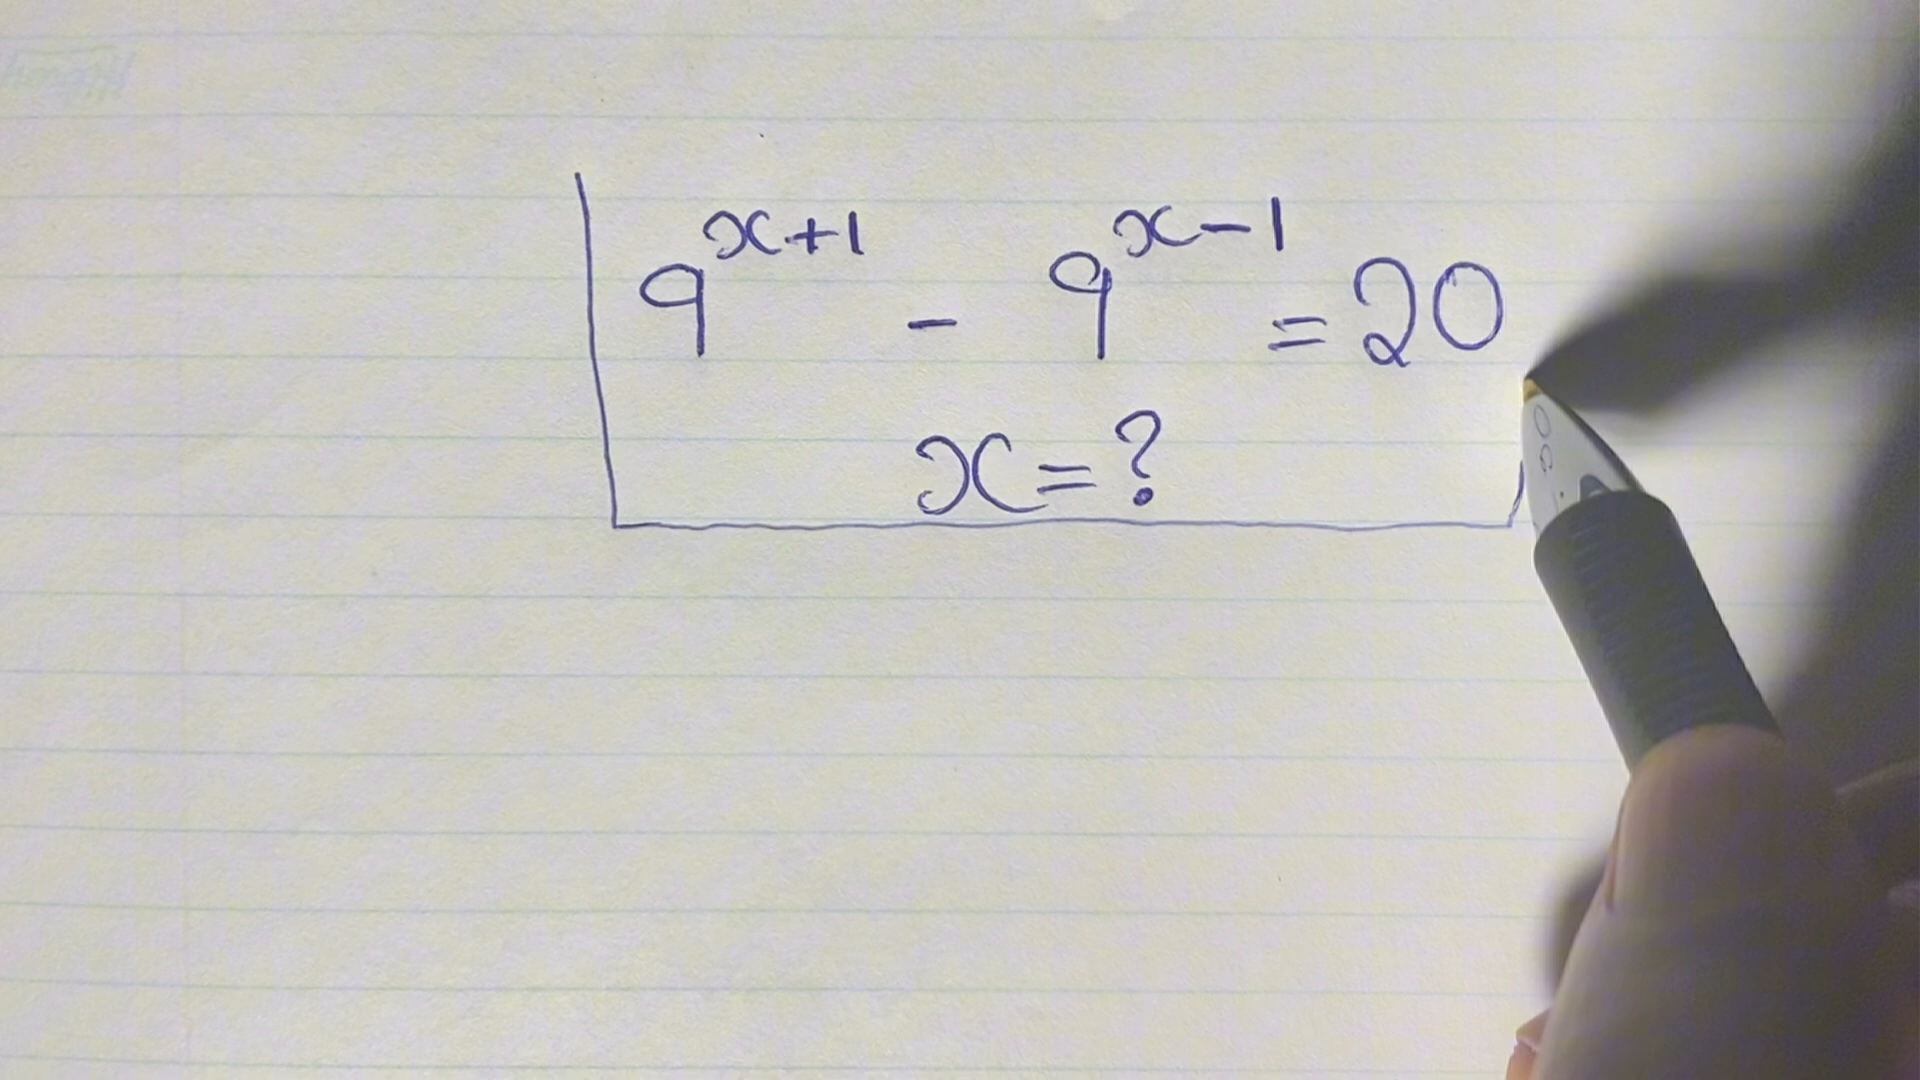 9^{x+1} - 9^{x-1} = 20
x = ?